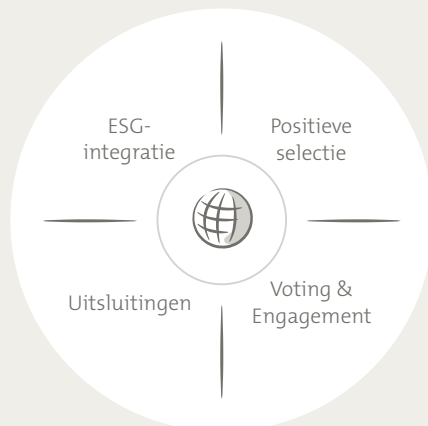 ESG-
integratie
Positieve
selectie
Uitsluitingen
Voting &
Engagement